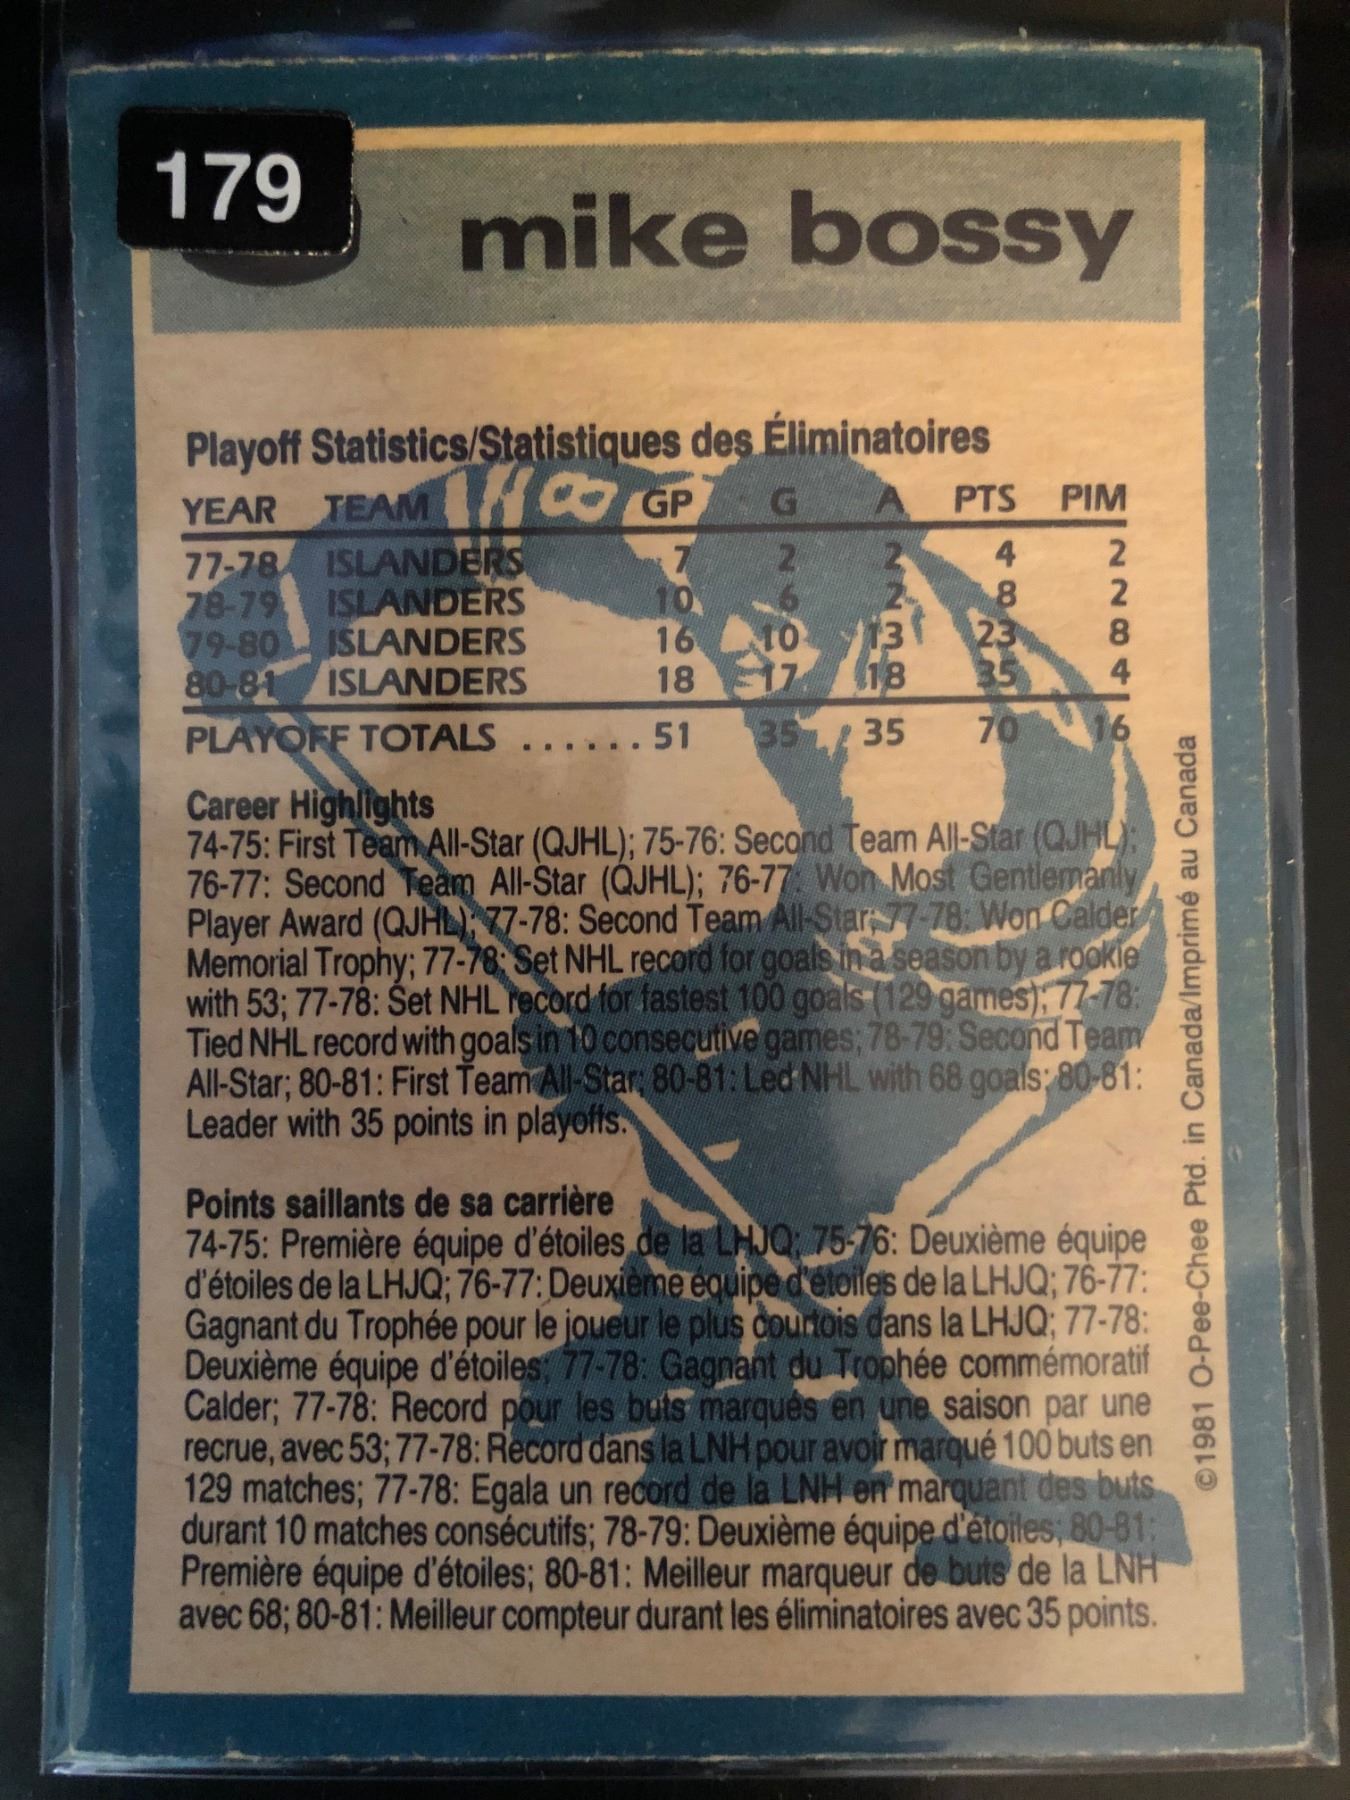 179
mike bossy
Playoff Statistics/Statistiques des Éliminatoires
YEAR TEAM GP G A PTS PIM
77-78 ISLANDERS 7 2 2 4 2
78-79 ISLANDERS 10 6 2 8 2
79-80 ISLANDERS 16 10 13 23 8
80-81 ISLANDERS 18 17 18 35 4
PLAYOFF TOTALS ...... 51 35 35 70 16
Career Highlights
74-75: First Team All-Star (QJHL); 75-76: Second Team All-Star (QJHL);
76-77: Second Team All-Star (QJHL); 76-77: Won Most Gentlemanly
Player Award (QJHL); 77-78: Second Team All-Star; 77-78: Won Calder
Memorial Trophy; 77-78: Set NHL record for goals in a season by a rookie
with 53; 77-78: Set NHL record for fastest 100 goals (129 games); 77-78:
Tied NHL record with goals in 10 consecutive games; 78-79: Second Team
All-Star; 80-81: First Team All-Star; 80-81: Led NHL with 68 goals; 80-81:
Leader with 35 points in playoffs.
Points saillants de sa carrière
74-75: Première équipe d'étoiles de la LHJQ; 75-76: Deuxième équipe
d'étoiles de la LHJQ; 76-77: Deuxième équipe d'étoiles de la LHJQ; 76-77:
Gagnant du Trophée pour le joueur le plus courtois dans la LHJQ; 77-78:
Deuxième équipe d'étoiles; 77-78: Gagnant du Trophée commémoratif
Calder; 77-78: Record pour les buts marqués en une saison par une
recrue, avec 53; 77-78: Record dans la LNH pour avoir marqué 100 buts en
129 matches; 77-78: Egala un record de la LNH en marquant des buts
durant 10 matches consécutifs; 78-79: Deuxième équipe d'étoiles; 80-81:
Première équipe d'étoiles; 80-81: Meilleur marqueur de buts de la LNH
avec 68; 80-81: Meilleur compteur durant les éliminatoires avec 35 points.
©1981 O-Pee-Chee Ptd. in Canada/Imprimé au Canada